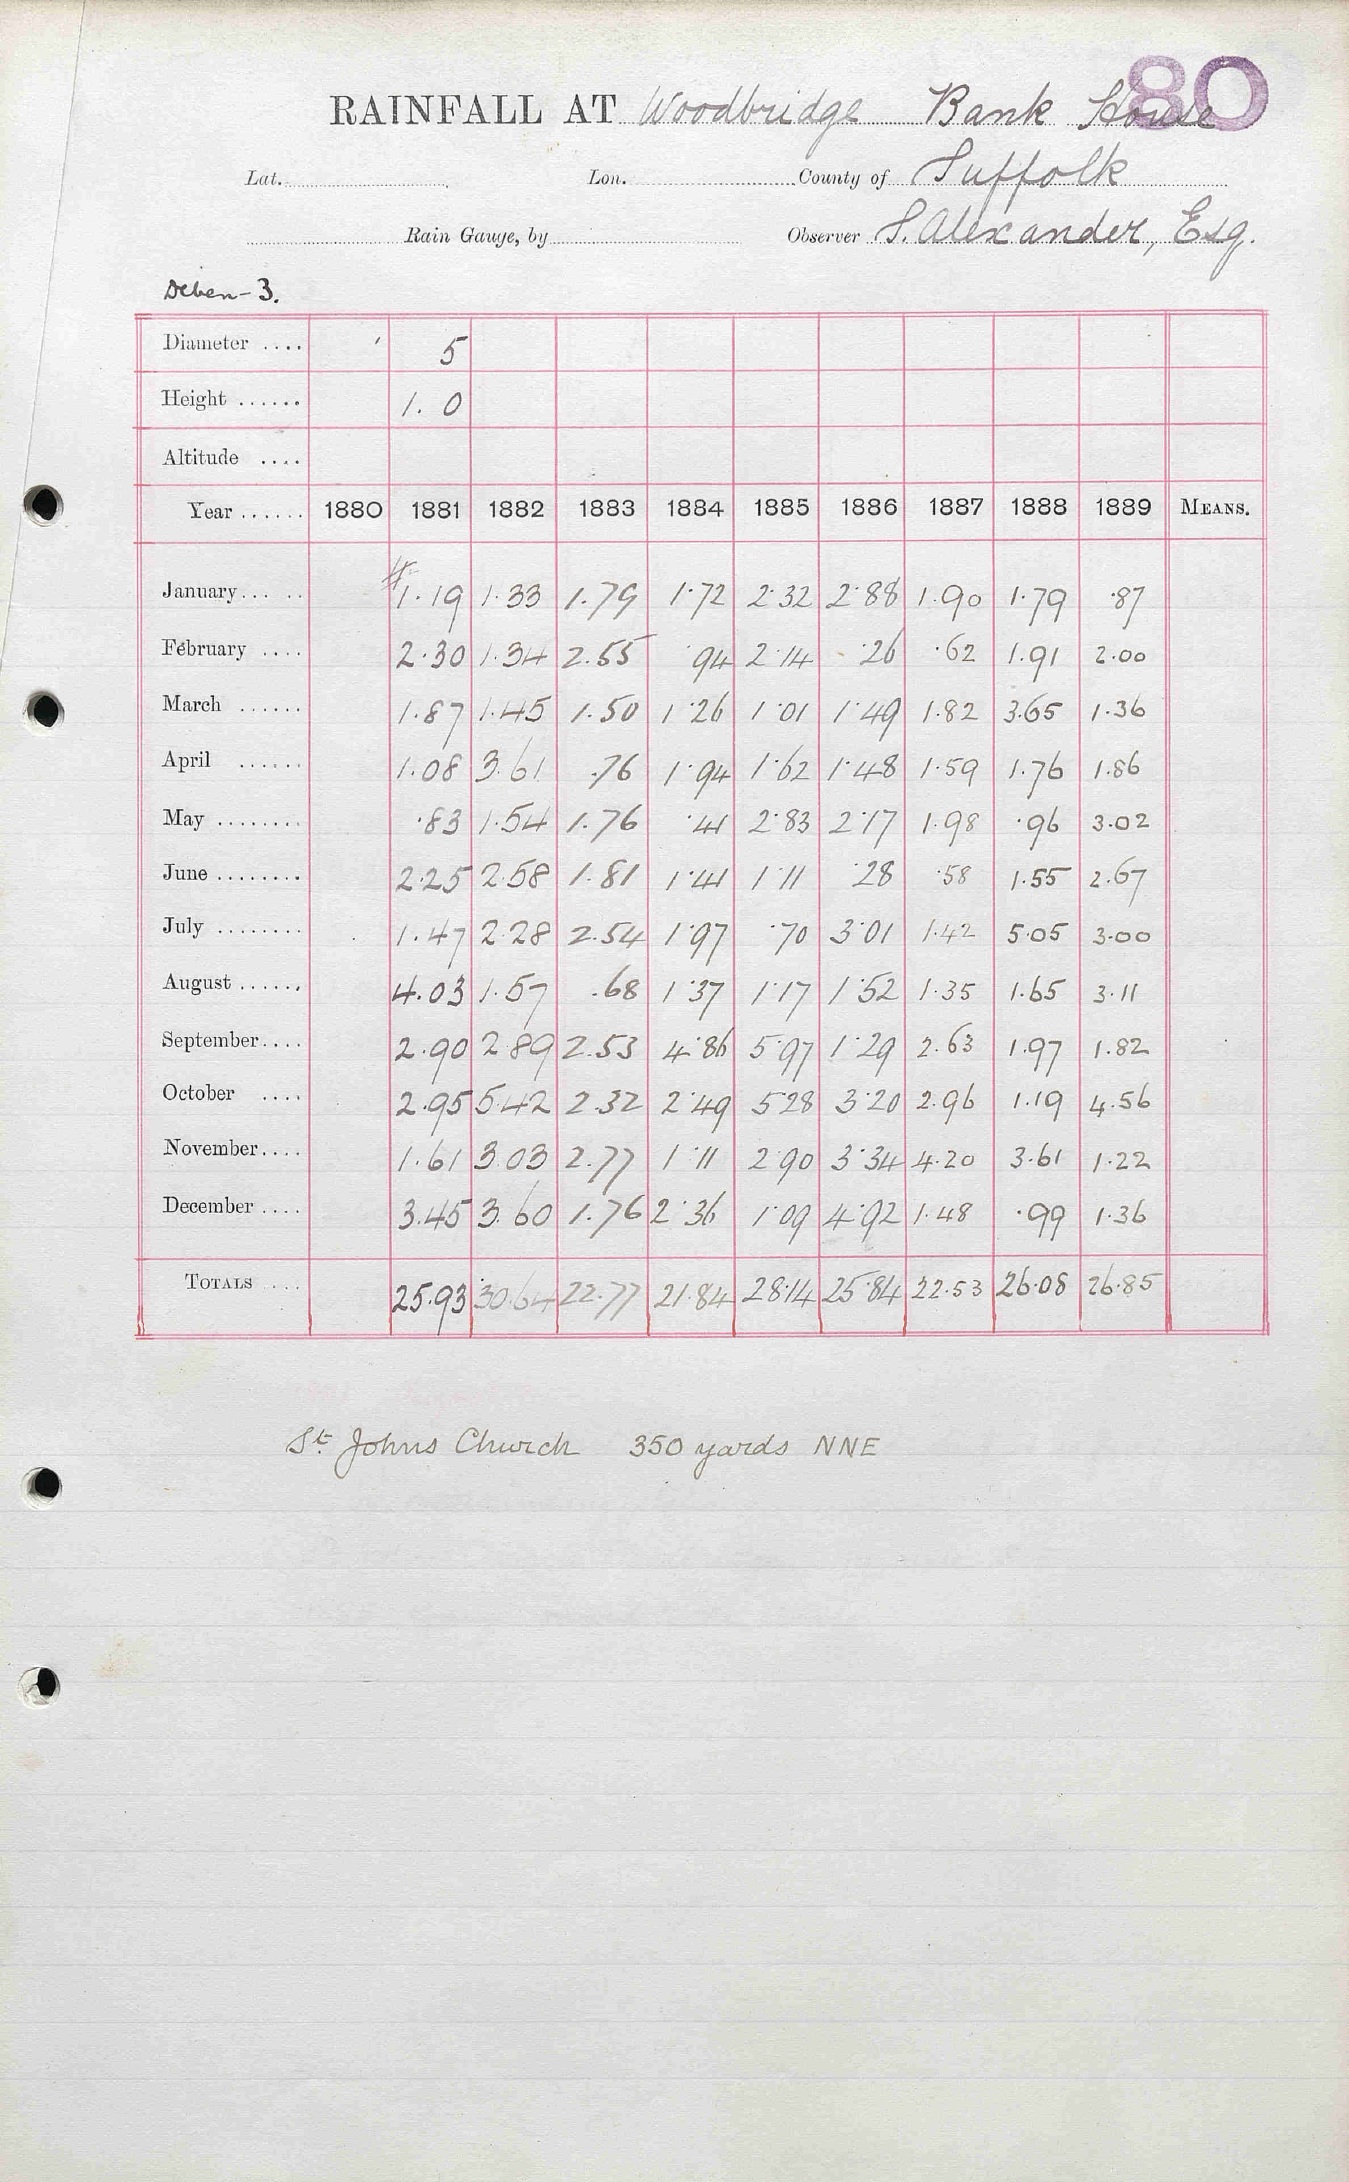 80
RAINFALL AT Woodbridge Bank House
Lat. Lon. County of Suffolk
Rain Gauge, by Observer S. Alexander, Esq.
Deben-3.
Diameter .... 5
Height ...... 1. 0
Altitude ....
Year ...... 1880 1881 1882 1883 1884 1885 1886 1887 1888 1889 MEANS.
January... .. 1.19 1.33 1.79 1.72 2.32 2.88 1.90 1.79 .87
February .... 2.30 1.34 2.55 .94 2.14 .26 .62 1.91 2.00
March ...... 1.87 1.45 1.50 1.26 1.01 1.49 1.82 3.65 1.36
April ...... 1.08 3.61 .76 1.94 1.62 1.48 1.59 1.76 1.86
May ........ .83 1.54 1.76 .41 2.83 2.17 1.98 .96 3.02
June ........ 2.25 2.58 1.81 1.41 1.11 .28 .58 1.55 2.67
July ........ 1.47 2.28 2.54 1.97 .70 3.01 1.42 5.05 3.00
August ...... 4.03 1.57 .68 1.37 1.17 1.52 1.35 1.65 3.11
September.... 2.90 2.89 2.53 4.86 5.97 1.29 2.63 1.97 1.82
October .... 2.95 5.42 2.32 2.49 5.28 3.20 2.96 1.19 4.56
November.... 1.61 3.03 2.77 1.11 2.90 3.34 4.20 3.61 1.22
December .... 3.45 3.60 1.76 2.36 1.09 4.92 1.48 .99 1.36
TOTALS .... 25.93 30.64 22.77 21.84 28.14 25.84 22.53 26.08 26.85
St Johns Church 350 yards NNE